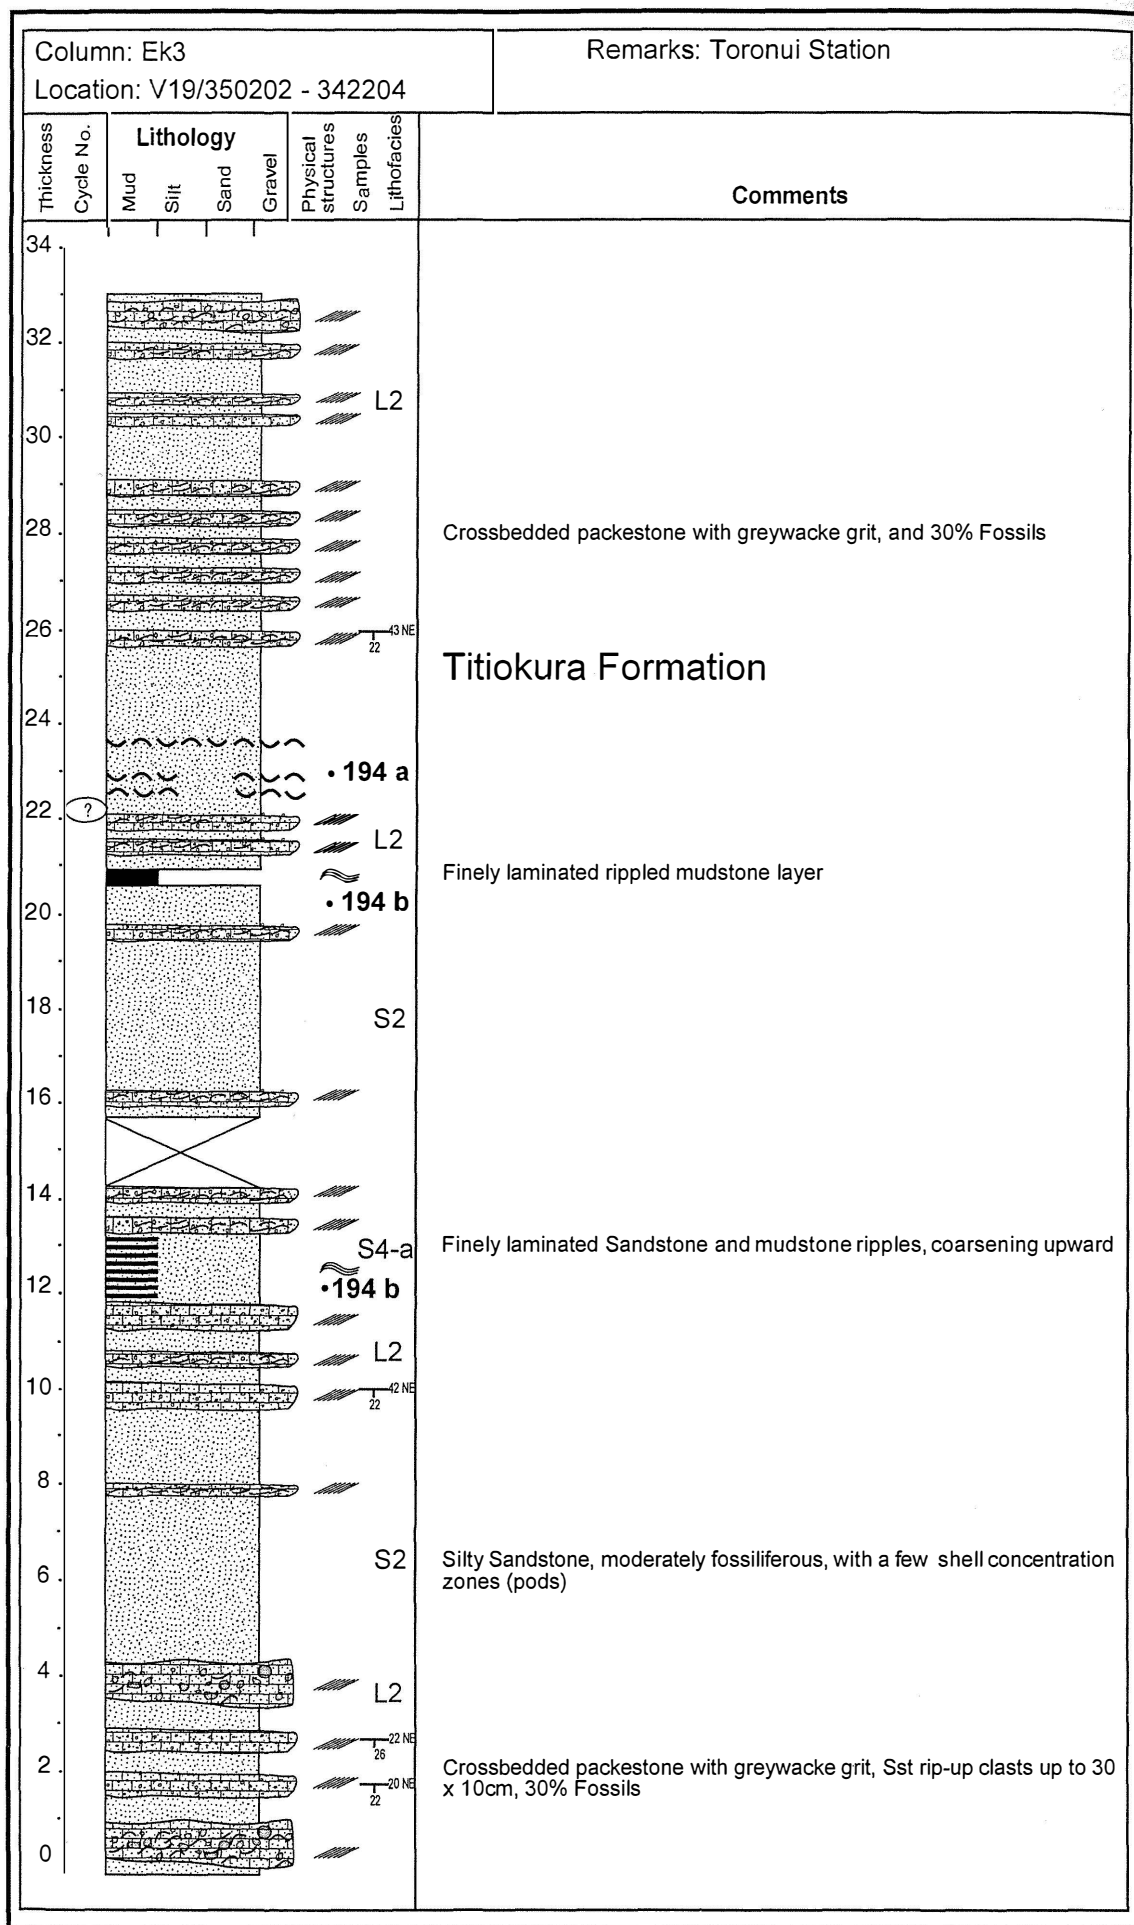 Column: Ek3
Location: V19/350202 - 342204
Remarks: Toronui Station
Thickness
Cycle No.
Lithology
Mud
Silt
Sand
Gravel
Physical structures
Samples
Lithofacies
Comments
34
32
L2
30
28
Crossbedded packestone with greywacke grit, and 30% Fossils
26
43 NE
22
Titiokura Formation
24
• 194 a
22
?
L2
Finely laminated rippled mudstone layer
20
• 194 b
18
S2
16
14
S4-a
Finely laminated Sandstone and mudstone ripples, coarsening upward
12
•194 b
L2
10
42 NE
22
8
S2
Silty Sandstone, moderately fossiliferous, with a few shell concentration
zones (pods)
6
4
L2
22 NE
26
2
Crossbedded packestone with greywacke grit, Sst rip-up clasts up to 30
x 10cm, 30% Fossils
20 NE
22
0